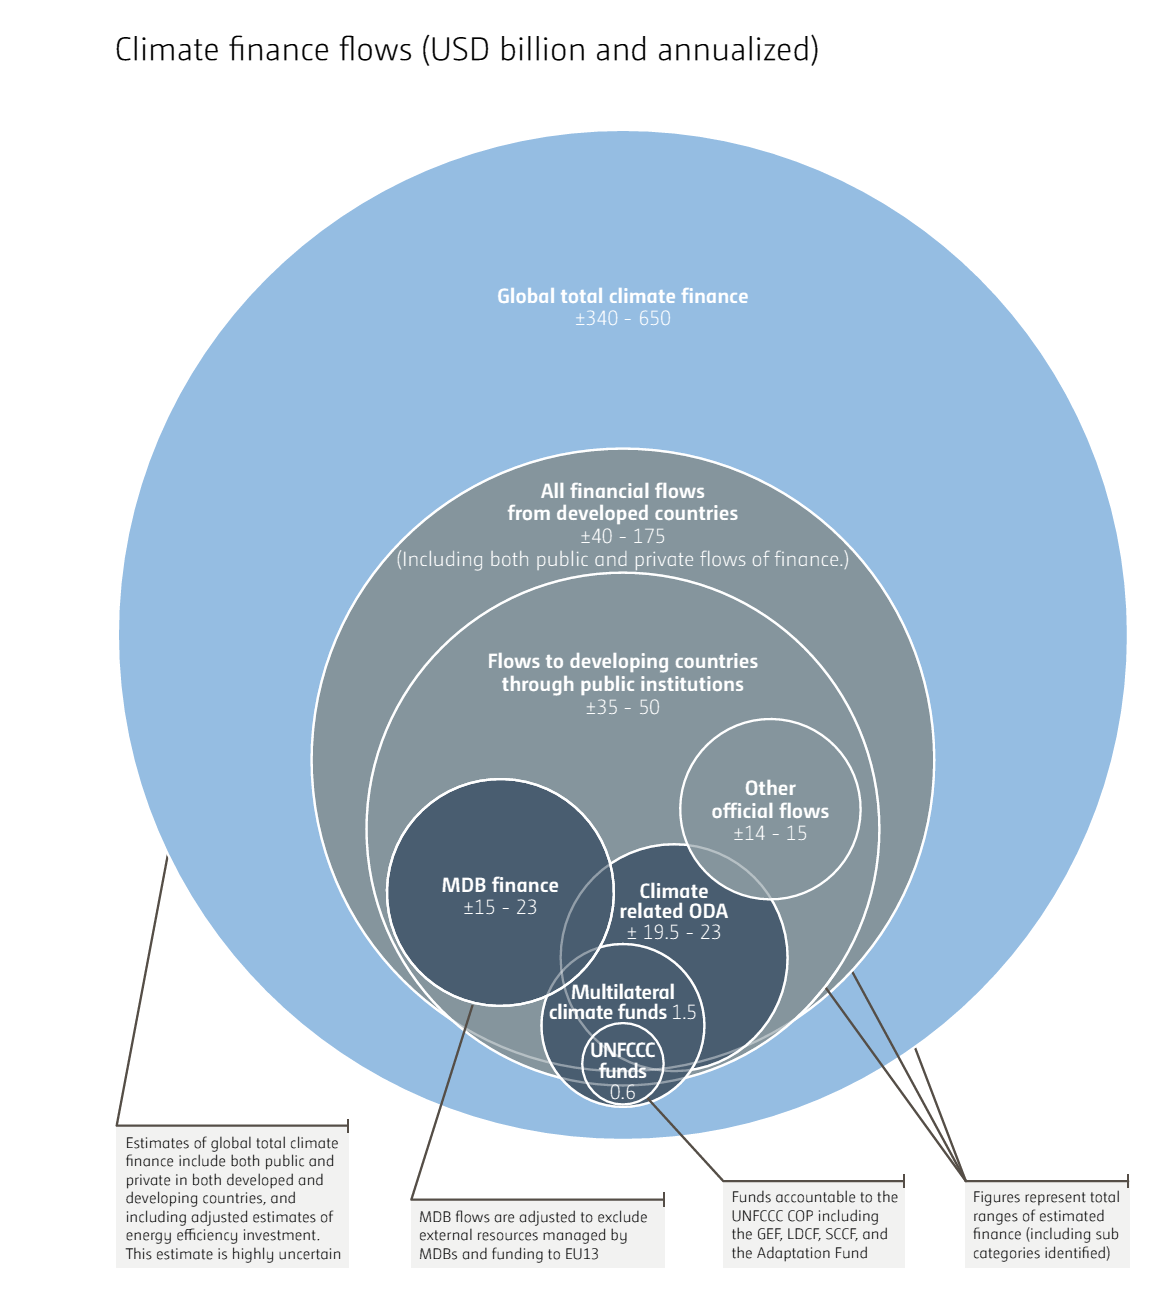 Climate finance flows (USD billion and annualized)
Global total climate finance
±340 - 650
All financial flows
from developed countries
±40 - 175
(Including both public and private flows of finance.)
Flows to developing countries
through public institutions
±35 - 50
Other
official flows
±14 - 15
MDB finance
±15 - 23
Climate
related ODA
± 19.5 - 23
Multilateral
climate funds 1.5
UNFCCC
funds
0.6
Estimates of global total climate
finance include both public and
private in both developed and
developing countries, and
including adjusted estimates of
energy efficiency investment.
This estimate is highly uncertain
MDB flows are adjusted to exclude
external resources managed by
MDBs and funding to EU13
Funds accountable to the
UNFCCC COP including
the GEF, LDCF, SCCF, and
the Adaptation Fund
Figures represent total
ranges of estimated
finance (including sub
categories identified)